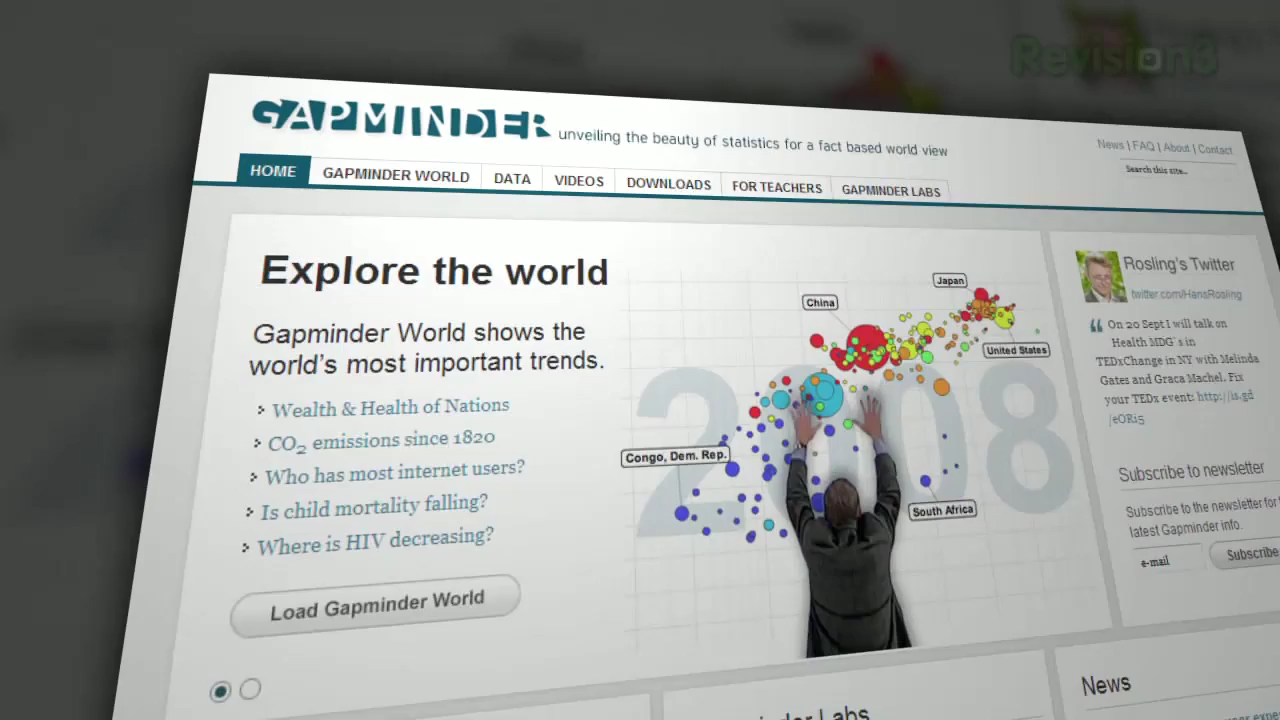 Revision3
GAPMINDER
unveiling the beauty of statistics for a fact based world view
News | FAQ | About | Contact
Search this site...
HOME
GAPMINDER WORLD
DATA
VIDEOS
DOWNLOADS
FOR TEACHERS
GAPMINDER LABS
Explore the world
Gapminder World shows the
world's most important trends.
Wealth & Health of Nations
CO2 emissions since 1820
Who has most internet users?
Is child mortality falling?
Where is HIV decreasing?
Load Gapminder World
2008
China
Japan
United States
Congo, Dem. Rep.
South Africa
Rosling's Twitter
twitter.com/HansRosling
On 20 Sept I will talk on
Health MDG´s in
TEDxChange in NY with Melinda
Gates and Graca Machel. Fix
your TEDx event: http://is.gd
/eORi5
Subscribe to newsletter
Subscribe to the newsletter for
latest Gapminder info.
e-mail
Subscribe
Labs
News